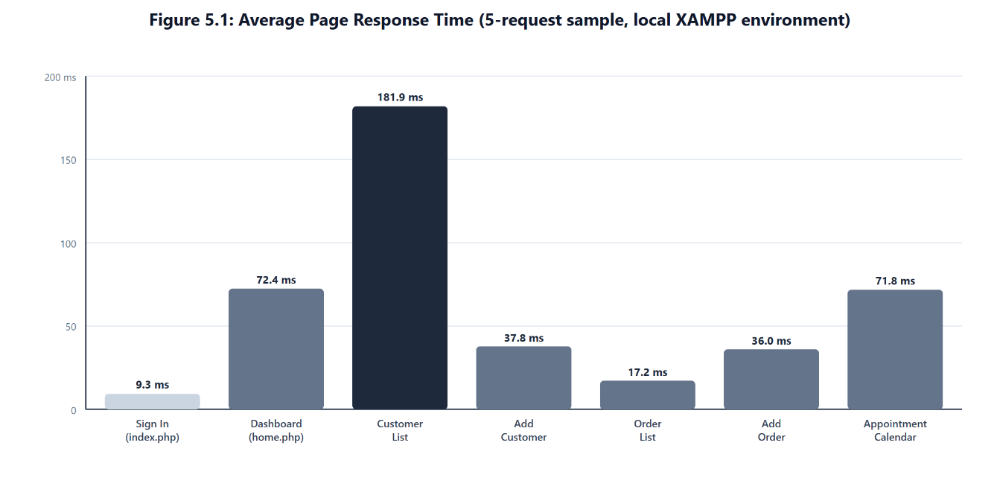 Figure 5.1: Average Page Response Time (5-request sample, local XAMPP environment)
200 ms
150
100
50
0
9.3 ms
72.4 ms
181.9 ms
37.8 ms
17.2 ms
36.0 ms
71.8 ms
Sign In
(index.php)
Dashboard
(home.php)
Customer
List
Add
Customer
Order
List
Add
Order
Appointment
Calendar